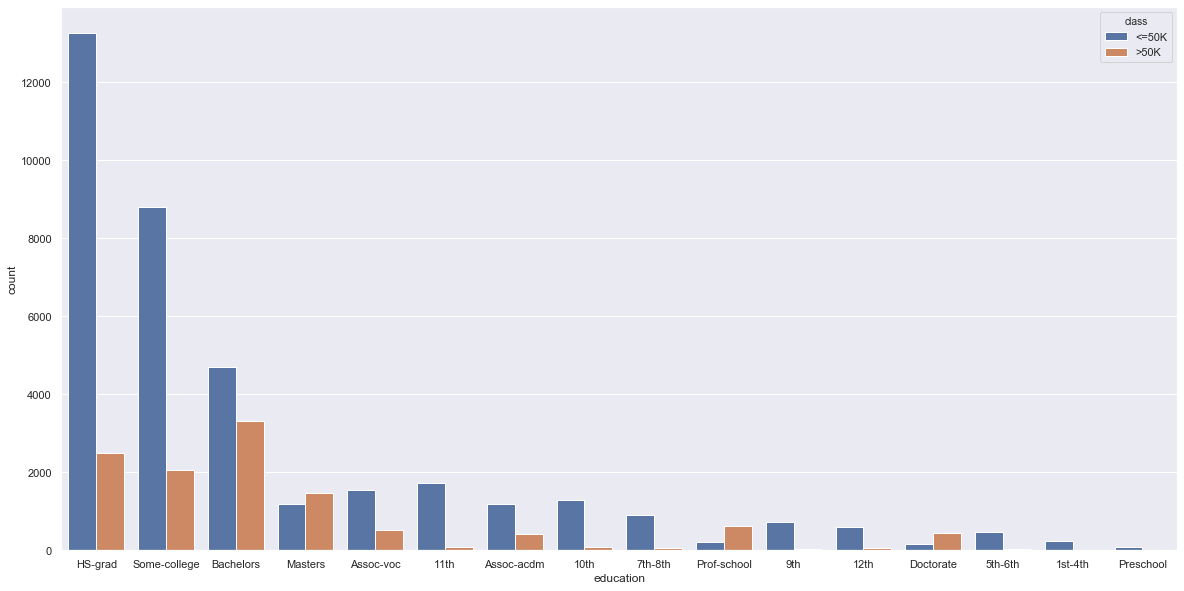 class
<=50K
>50K
12000
10000
8000
6000
4000
2000
0
count
HS-grad Some-college Bachelors Masters Assoc-voc 11th Assoc-acdm 10th 7th-8th Prof-school 9th 12th Doctorate 5th-6th 1st-4th Preschool
education